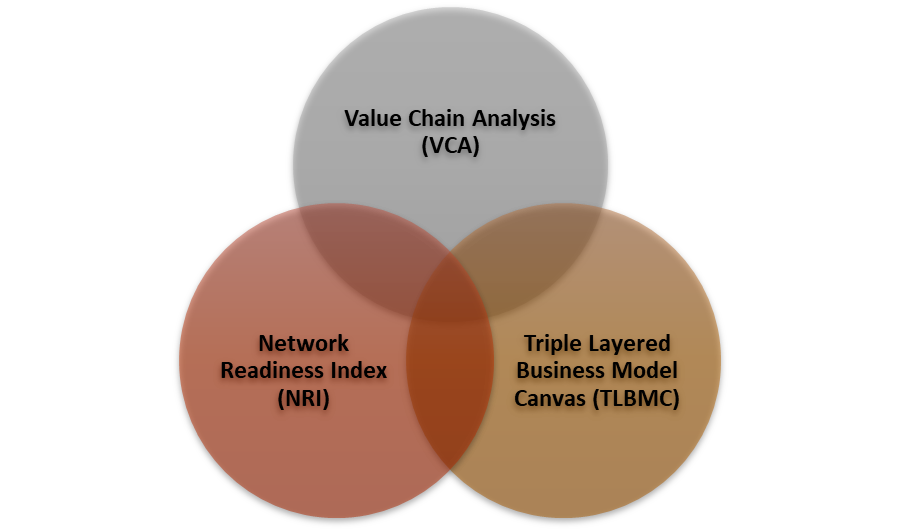 Value Chain Analysis
(VCA)
Network
Readiness Index
(NRI)
Triple Layered
Business Model
Canvas (TLBMC)